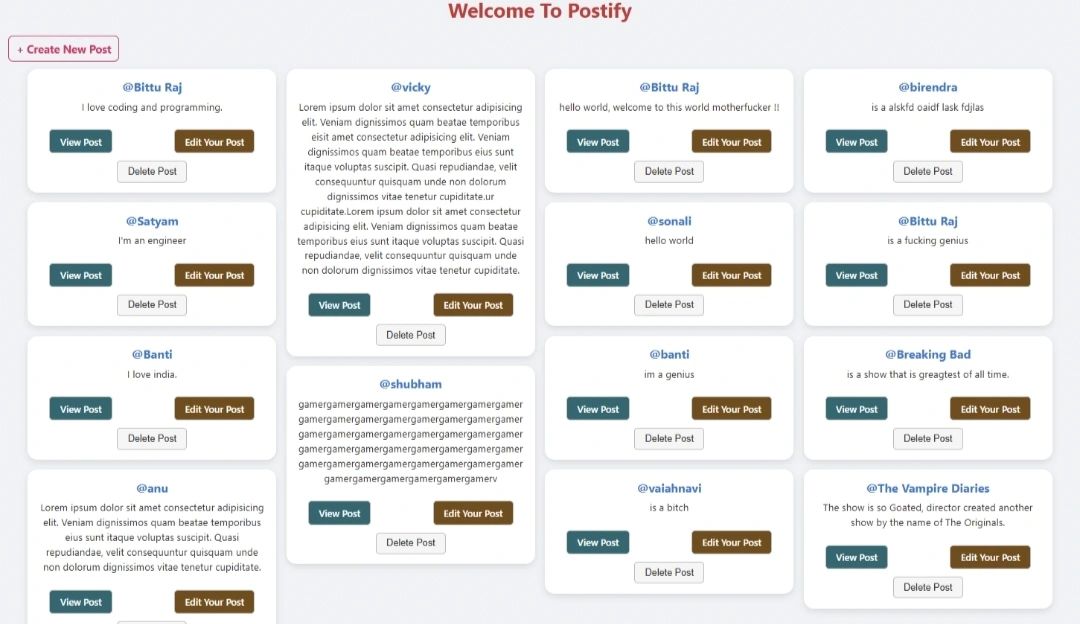 Welcome To Postify
+ Create New Post
@Bittu Raj
I love coding and programming.
View Post
Edit Your Post
Delete Post
@Satyam
I'm an engineer
View Post
Edit Your Post
Delete Post
@Banti
I love india.
View Post
Edit Your Post
Delete Post
@anu
Lorem ipsum dolor sit amet consectetur adipisicing
elit. Veniam dignissimos quam beatae temporibus
eius sunt itaque voluptas suscipit. Quasi
repudiandae, velit consequuntur quisquam unde
non dolorum dignissimos vitae tenetur cupiditate.
View Post
Edit Your Post
@vicky
Lorem ipsum dolor sit amet consectetur adipisicing
elit. Veniam dignissimos quam beatae temporibus
eisit amet consectetur adipisicing elit. Veniam
dignissimos quam beatae temporibus eius sunt
itaque voluptas suscipit. Quasi repudiandae, velit
consequuntur quisquam unde non dolorum
dignissimos vitae tenetur cupiditate.ur
cupiditate.Lorem ipsum dolor sit amet consectetur
adipisicing elit. Veniam dignissimos quam beatae
temporibus eius sunt itaque voluptas suscipit. Quasi
repudiandae, velit consequuntur quisquam unde
non dolorum dignissimos vitae tenetur cupiditate.
View Post
Edit Your Post
Delete Post
@shubham
gamergamergamergamergamergamergamergamer
gamergamergamergamergamergamergamergamer
gamergamergamergamergamergamergamergamer
gamergamergamergamergamergamergamergamer
gamergamergamergamergamergamergamergamer
gamergamergamergamergamergamerv
View Post
Edit Your Post
Delete Post
@Bittu Raj
hello world, welcome to this world motherfucker !!
View Post
Edit Your Post
Delete Post
@sonali
hello world
View Post
Edit Your Post
Delete Post
@banti
im a genius
View Post
Edit Your Post
Delete Post
@vaiahnavi
is a bitch
View Post
Edit Your Post
Delete Post
@birendra
is a alskfd oaidf lask fdjlas
View Post
Edit Your Post
Delete Post
@Bittu Raj
is a fucking genius
View Post
Edit Your Post
Delete Post
@Breaking Bad
is a show that is greagtest of all time.
View Post
Edit Your Post
Delete Post
@The Vampire Diaries
The show is so Goated, director created another
show by the name of The Originals.
View Post
Edit Your Post
Delete Post